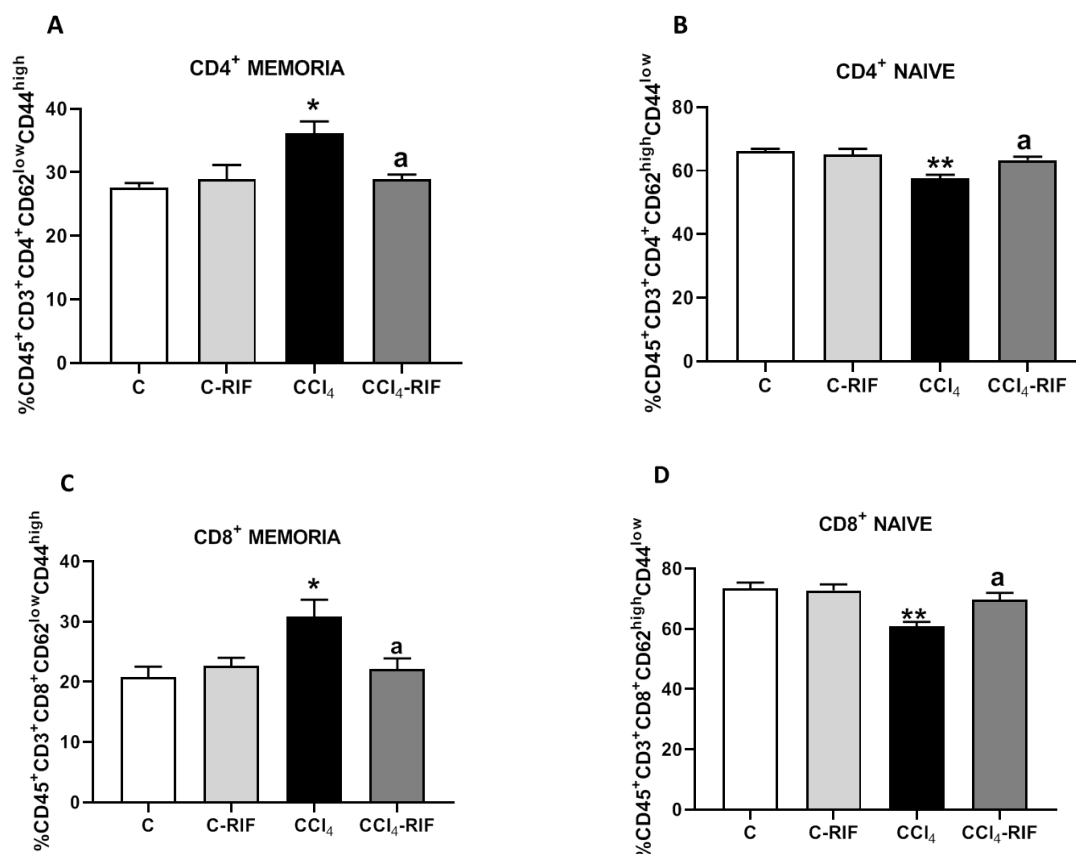 A
CD4⁺ MEMORIA
%CD45⁺CD3⁺CD4⁺CD62ˡᵒʷCD44ʰⁱᵍʰ
40
30
20
10
0
*
a
C C-RIF CCl₄ CCl₄-RIF
B
CD4⁺ NAIVE
%CD45⁺CD3⁺CD4⁺CD62ʰⁱᵍʰCD44ˡᵒʷ
80
60
40
20
0
**
a
C C-RIF CCl₄ CCl₄-RIF
C
CD8⁺ MEMORIA
%CD45⁺CD3⁺CD8⁺CD62ˡᵒʷCD44ʰⁱᵍʰ
40
30
20
10
0
*
a
C C-RIF CCl₄ CCl₄-RIF
D
CD8⁺ NAIVE
%CD45⁺CD3⁺CD8⁺CD62ʰⁱᵍʰCD44ˡᵒʷ
80
60
40
20
0
**
a
C C-RIF CCl₄ CCl₄-RIF